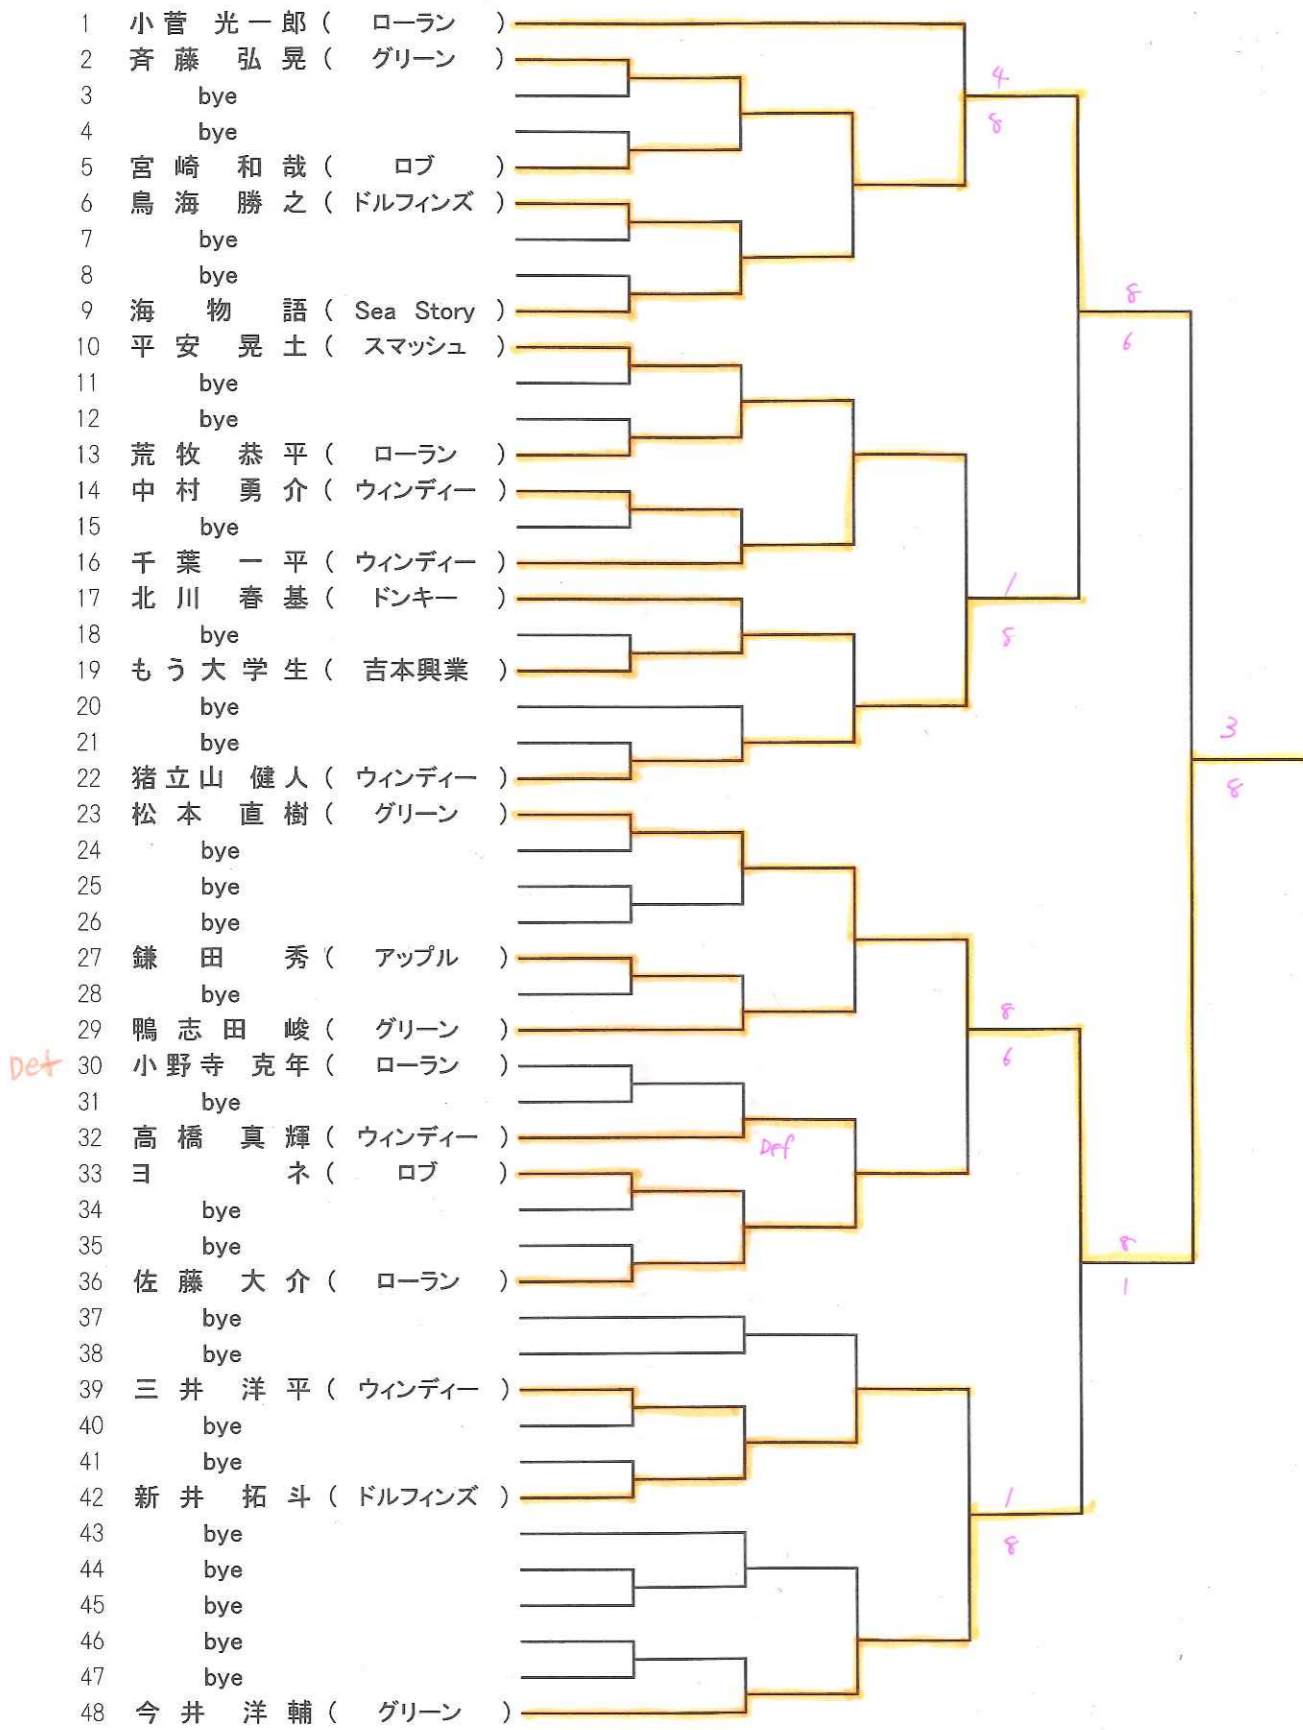 1 小菅 光一郎 ( ローラン )
2 斉藤 弘晃 ( グリーン )
4
3 bye
8
4 bye
5 宮崎 和哉 ( ロブ )
6 鳥海 勝之 ( ドルフィンズ )
7 bye
8 bye
8
9 海 物 語 ( Sea Story )
6
10 平安 晃土 ( スマッシュ )
11 bye
12 bye
13 荒牧 恭平 ( ローラン )
14 中村 勇介 ( ウィンディー )
15 bye
16 千葉 一平 ( ウィンディー )
1
17 北川 春基 ( ドンキー )
18 bye
8
19 もう大学生 ( 吉本興業 )
20 bye
3
21 bye
22 猪立山 健人 ( ウィンディー )
8
23 松本 直樹 ( グリーン )
24 bye
25 bye
26 bye
27 鎌田 秀 ( アップル )
28 bye
8
29 鴨志田 峻 ( グリーン )
6
Def 30 小野寺 克年 ( ローラン )
31 bye
32 高橋 真輝 ( ウィンディー )
Def
33 ヨネ ( ロブ )
34 bye
35 bye
8
36 佐藤 大介 ( ローラン )
1
37 bye
38 bye
39 三井 洋平 ( ウィンディー )
40 bye
41 bye
42 新井 拓斗 ( ドルフィンズ )
1
43 bye
8
44 bye
45 bye
46 bye
47 bye
48 今井 洋輔 ( グリーン )